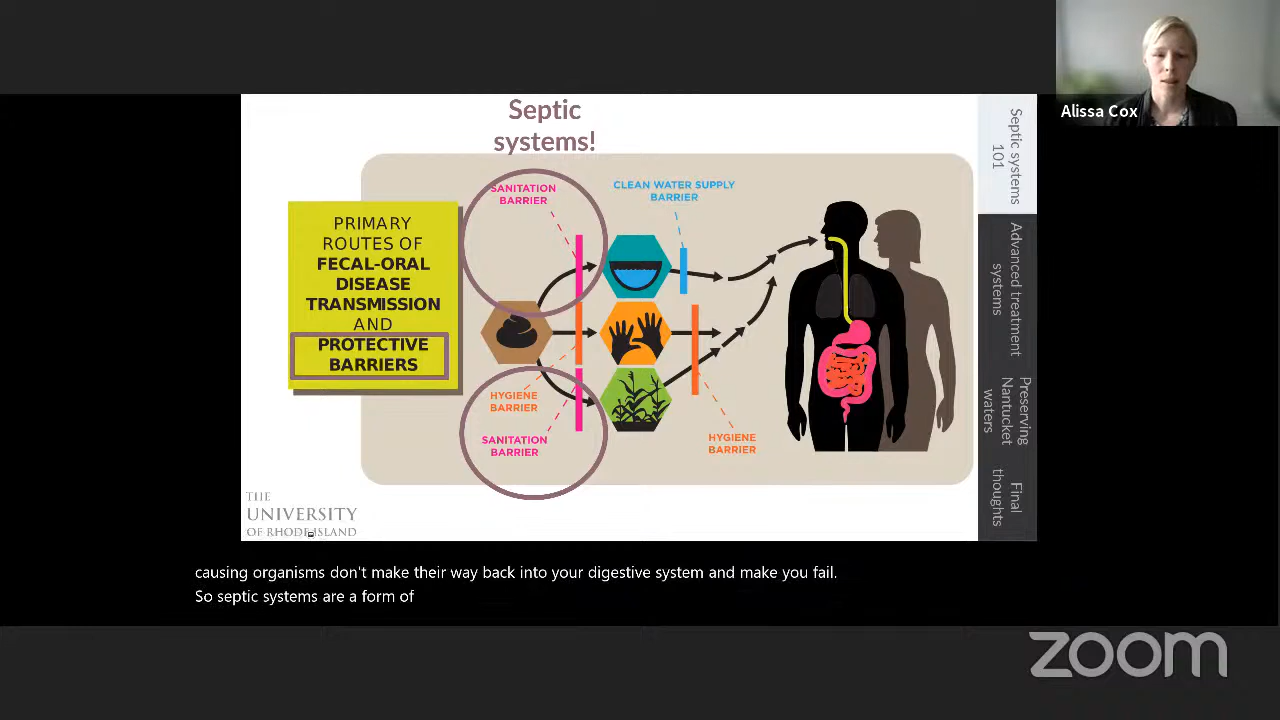 Septic
systems!
SANITATION
BARRIER
CLEAN WATER SUPPLY
BARRIER
PRIMARY
ROUTES OF
FECAL-ORAL
DISEASE
TRANSMISSION
AND
PROTECTIVE
BARRIERS
HYGIENE
BARRIER
SANITATION
BARRIER
HYGIENE
BARRIER
THE
UNIVERSITY
OF RHODE ISLAND
Septic systems
101
Advanced treatment
systems
Preserving
Nantucket
waters
Final
thoughts
Alissa Cox
causing organisms don't make their way back into your digestive system and make you fail.
So septic systems are a form of
zoom